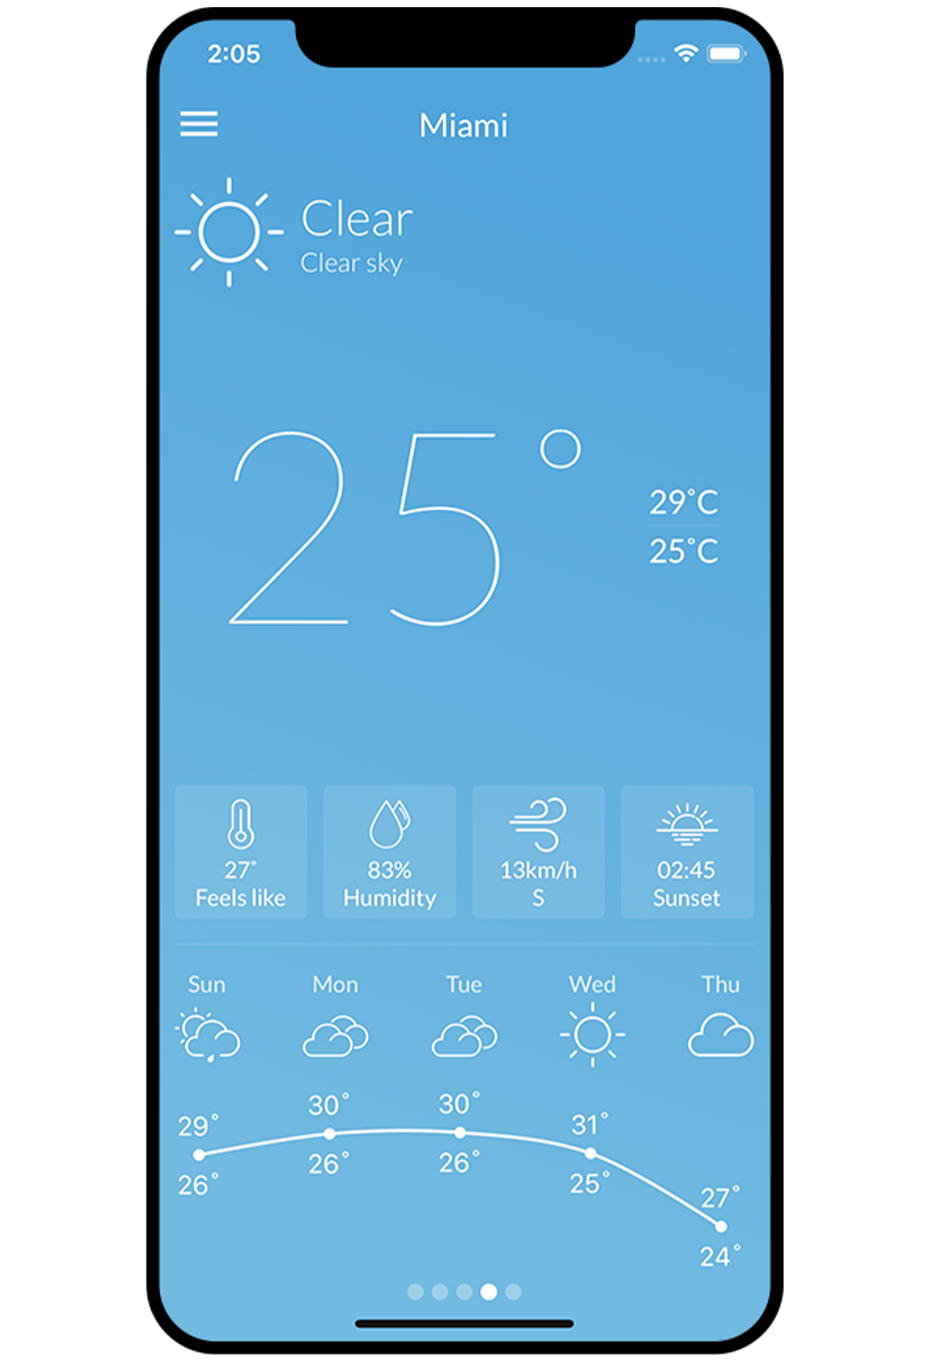 2:05
Miami
Clear
Clear sky
25°
29°C
25°C
27° 83% 13km/h 02:45
Feels like Humidity S Sunset
Sun Mon Tue Wed Thu
29° 30° 30° 31° 27°
26° 26° 26° 25° 24°